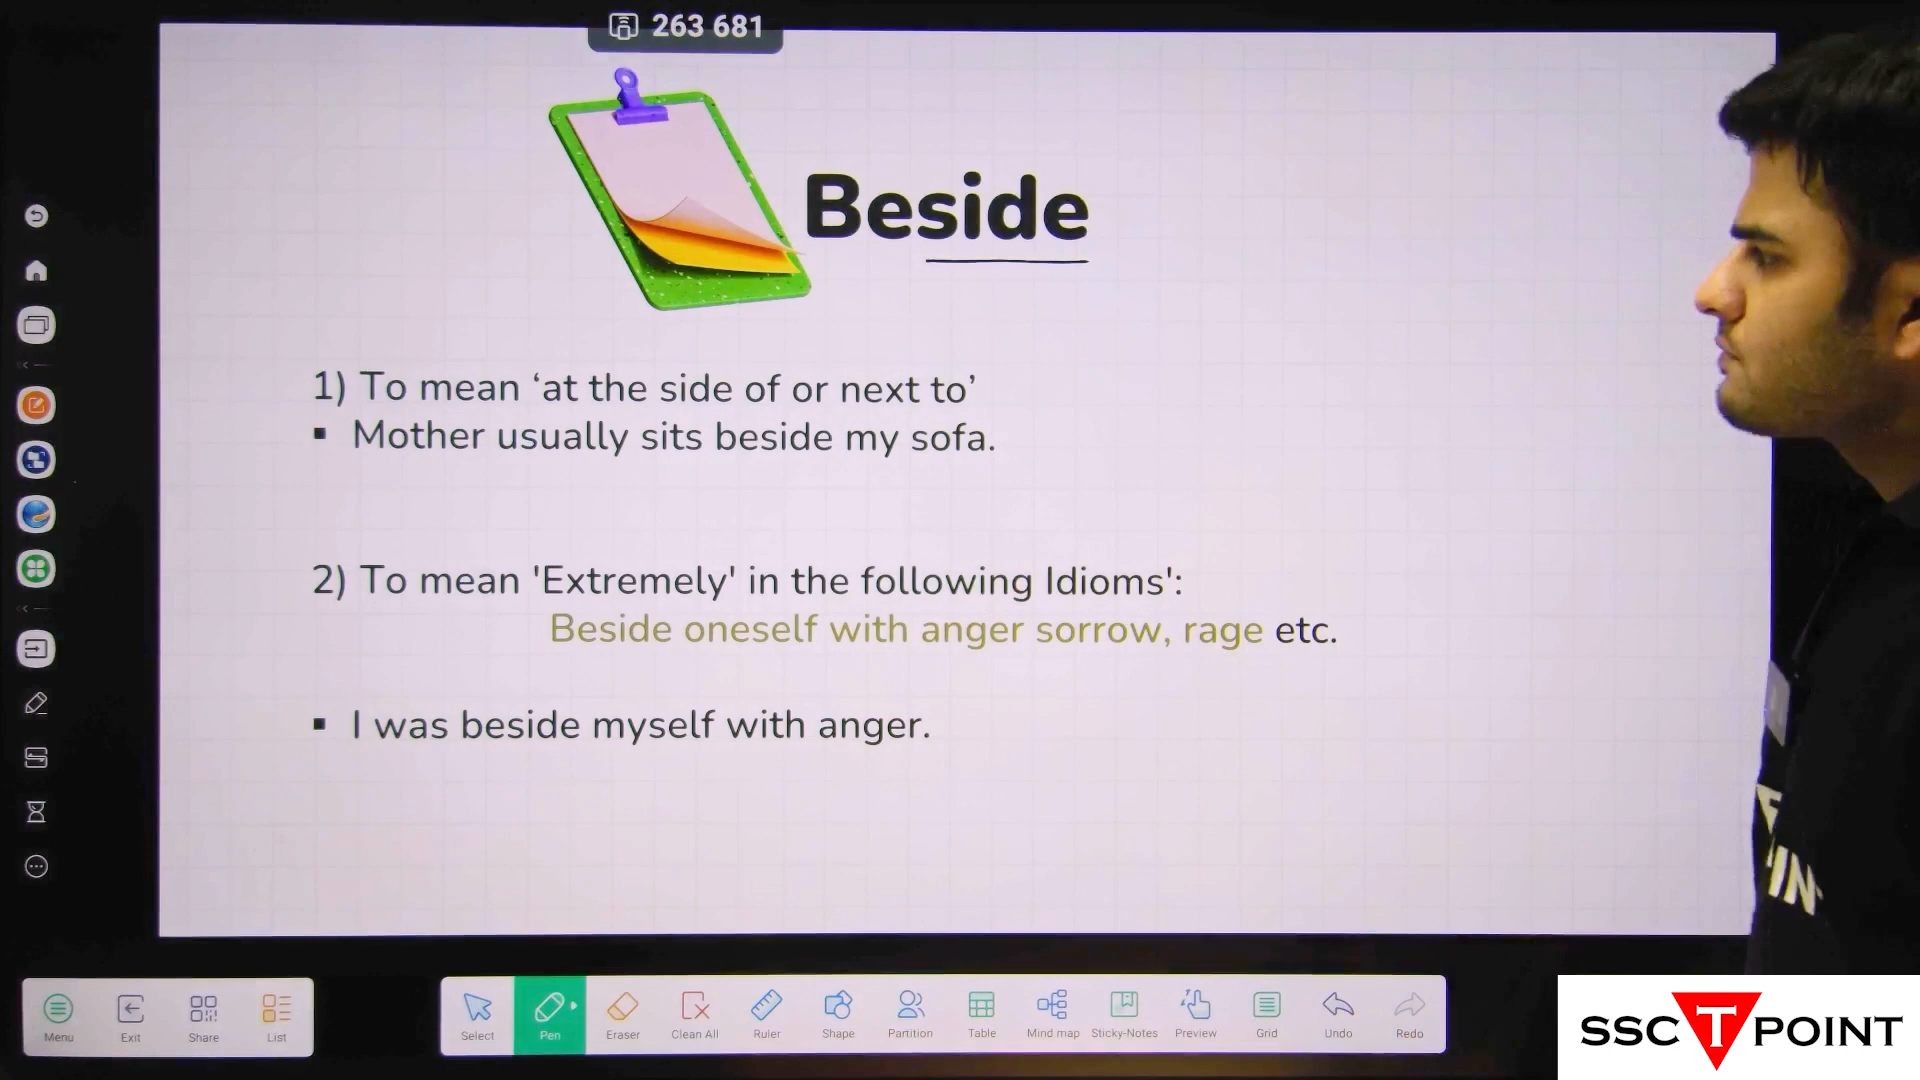 263 681
Beside
1) To mean ‘at the side of or next to’
▪ Mother usually sits beside my sofa.
2) To mean 'Extremely' in the following Idioms':
Beside oneself with anger sorrow, rage etc.
▪ I was beside myself with anger.
IN
Menu Exit Share List Select Pen Eraser Clean All Ruler Shape Partition Table Mind map Sticky-Notes Preview Grid Undo Redo
SSC T POINT